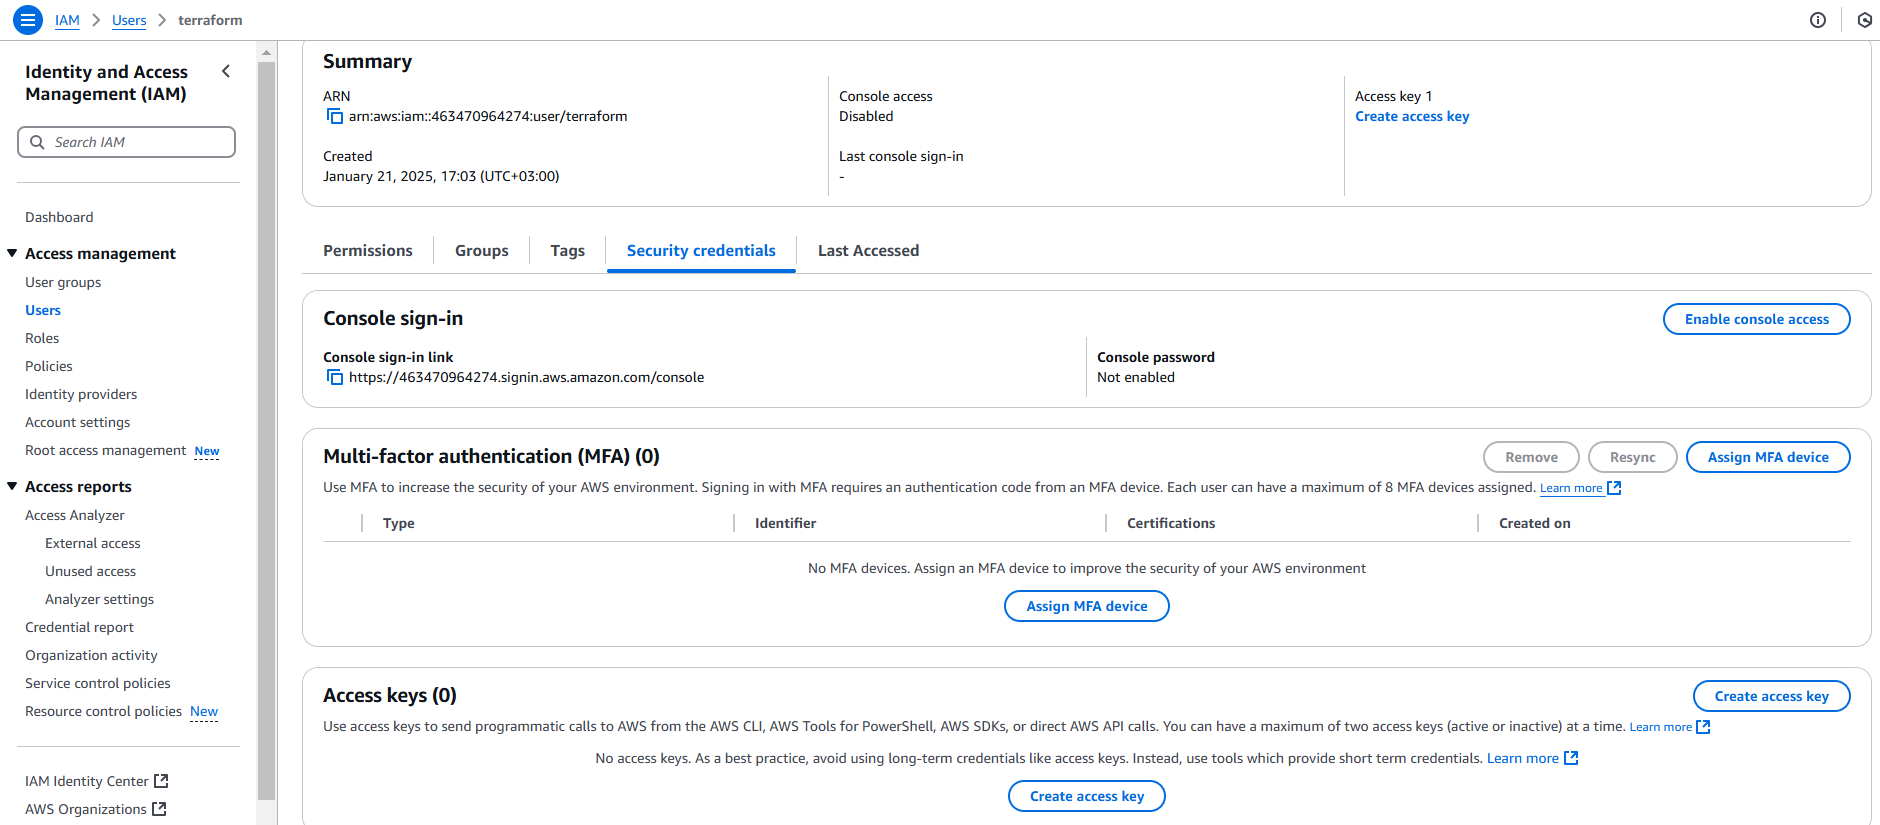 IAM > Users > terraform
Identity and Access
Management (IAM)
Search IAM
Dashboard
Access management
User groups
Users
Roles
Policies
Identity providers
Account settings
Root access management New
Access reports
Access Analyzer
External access
Unused access
Analyzer settings
Credential report
Organization activity
Service control policies
Resource control policies New
IAM Identity Center
AWS Organizations
Summary
ARN
arn:aws:iam::463470964274:user/terraform
Created
January 21, 2025, 17:03 (UTC+03:00)
Console access
Disabled
Last console sign-in
-
Access key 1
Create access key
Permissions
Groups
Tags
Security credentials
Last Accessed
Console sign-in
Enable console access
Console sign-in link
https://463470964274.signin.aws.amazon.com/console
Console password
Not enabled
Multi-factor authentication (MFA) (0)
Remove
Resync
Assign MFA device
Use MFA to increase the security of your AWS environment. Signing in with MFA requires an authentication code from an MFA device. Each user can have a maximum of 8 MFA devices assigned. Learn more
Type
Identifier
Certifications
Created on
No MFA devices. Assign an MFA device to improve the security of your AWS environment
Assign MFA device
Access keys (0)
Create access key
Use access keys to send programmatic calls to AWS from the AWS CLI, AWS Tools for PowerShell, AWS SDKs, or direct AWS API calls. You can have a maximum of two access keys (active or inactive) at a time. Learn more
No access keys. As a best practice, avoid using long-term credentials like access keys. Instead, use tools which provide short term credentials. Learn more
Create access key